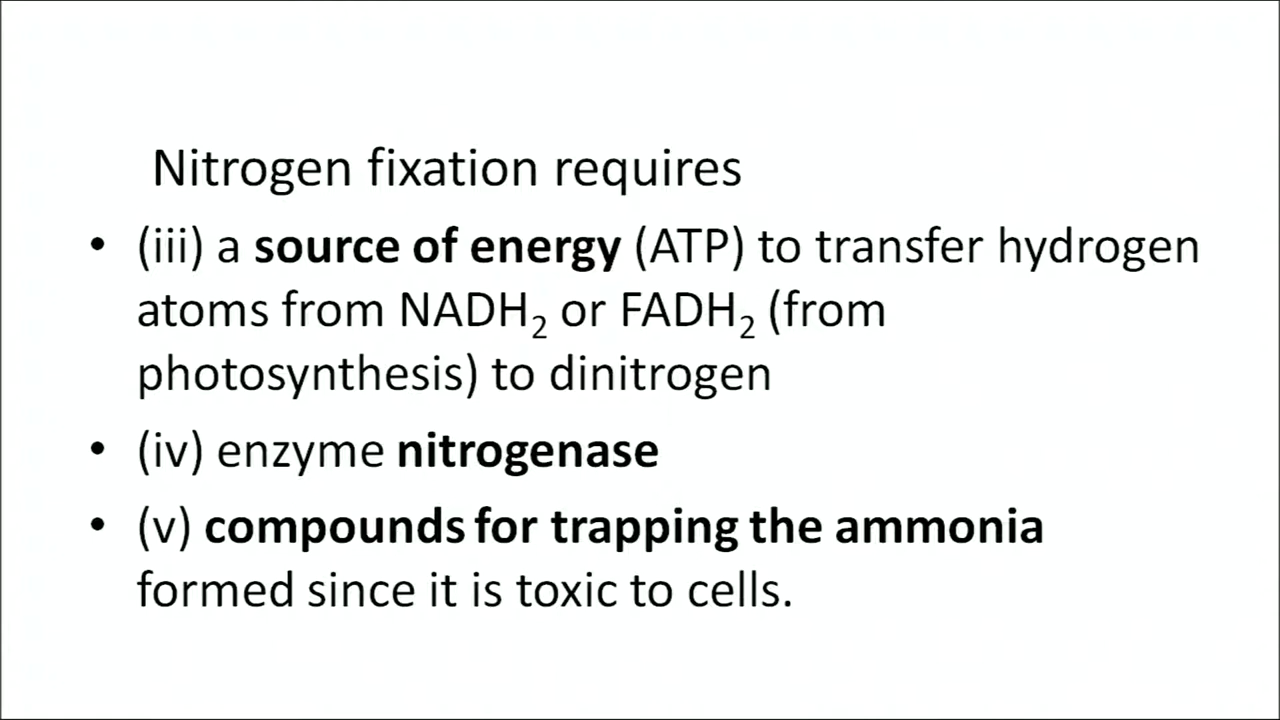 Nitrogen fixation requires
• (iii) a source of energy (ATP) to transfer hydrogen
atoms from NADH₂ or FADH₂ (from
photosynthesis) to dinitrogen
• (iv) enzyme nitrogenase
• (v) compounds for trapping the ammonia
formed since it is toxic to cells.